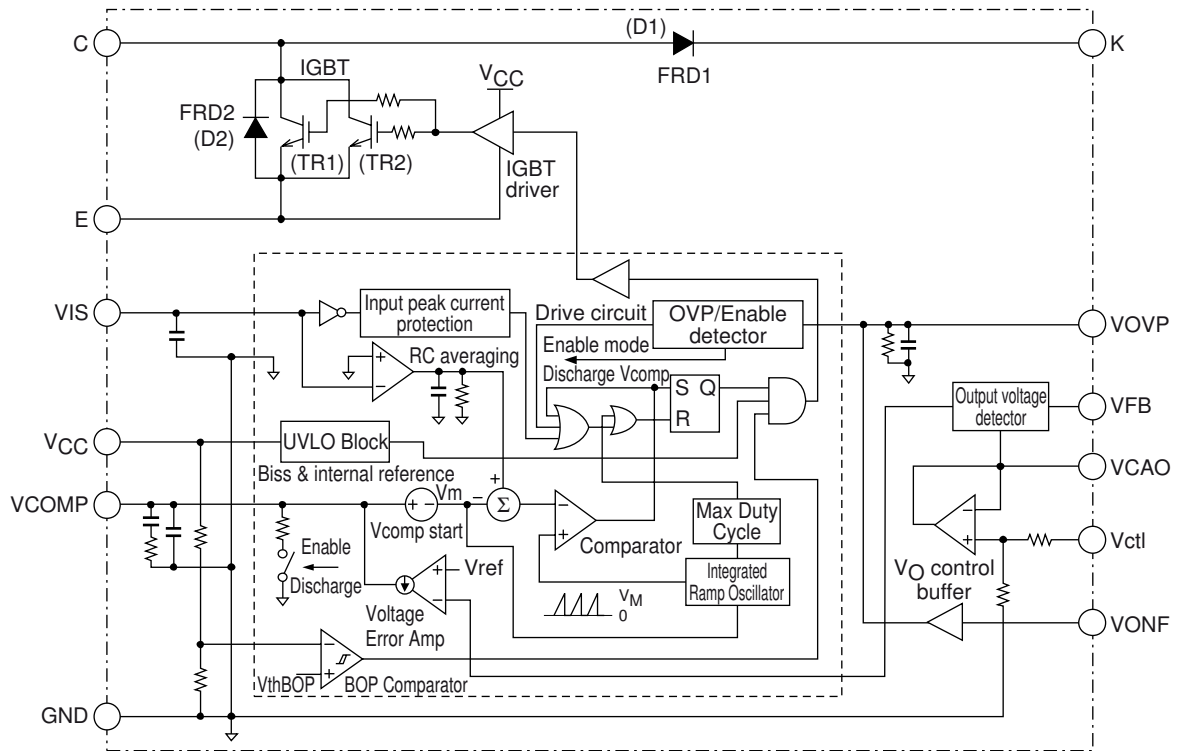 (D1)
C
K
IGBT
FRD1
VCC
FRD2
(D2)
(TR1)
(TR2)
IGBT
driver
E
VIS
Input peak current
protection
Drive circuit
OVP/Enable
detector
VOVP
RC averaging
Enable mode
Discharge Vcomp
S Q
R
Output voltage
detector
VFB
VCC
UVLO Block
Biss & internal reference
VCAO
VCOMP
Vm
+ −
Vcomp start
−
+
Σ
−
+
Comparator
Max Duty
Cycle
−
+
Vctl
Enable
Discharge
Vref
+
−
Integrated
Ramp Oscillator
VM
0
VO control
buffer
Voltage
Error Amp
VONF
−
+
VthBOP
BOP Comparator
GND
+
−